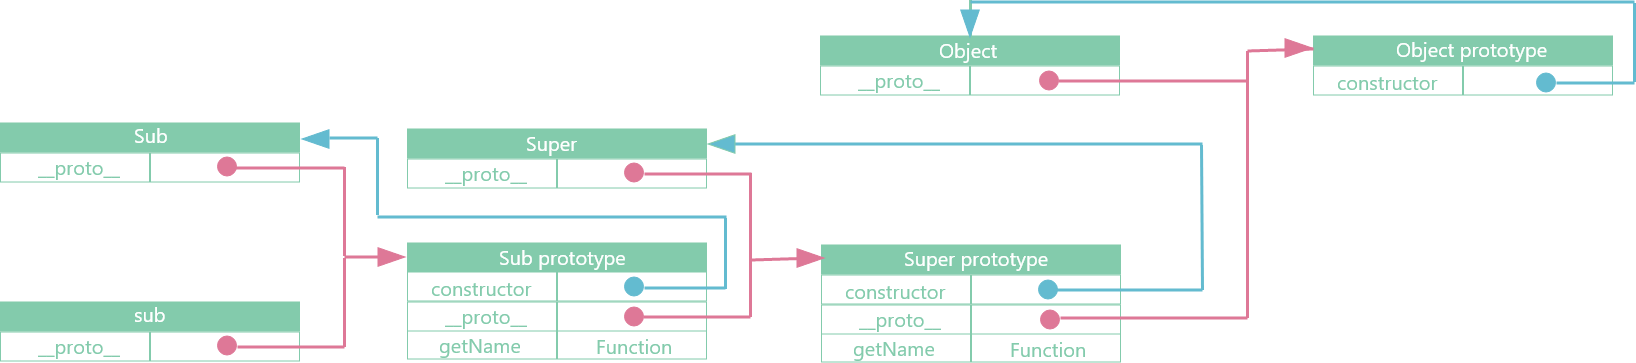 Object
__proto__
Object prototype
constructor
Sub
__proto__
Super
__proto__
Sub prototype
constructor
__proto__
getName Function
Super prototype
constructor
__proto__
getName Function
sub
__proto__